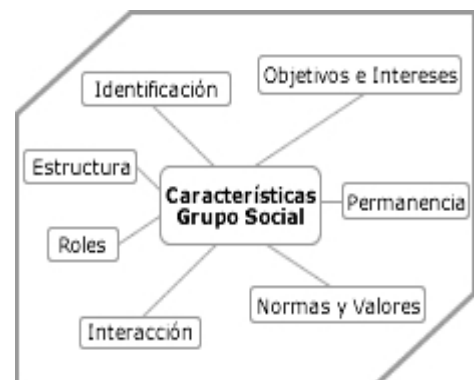 Objetivos e Intereses
Identificación
Estructura
Características
Grupo Social
Permanencia
Roles
Normas y Valores
Interacción